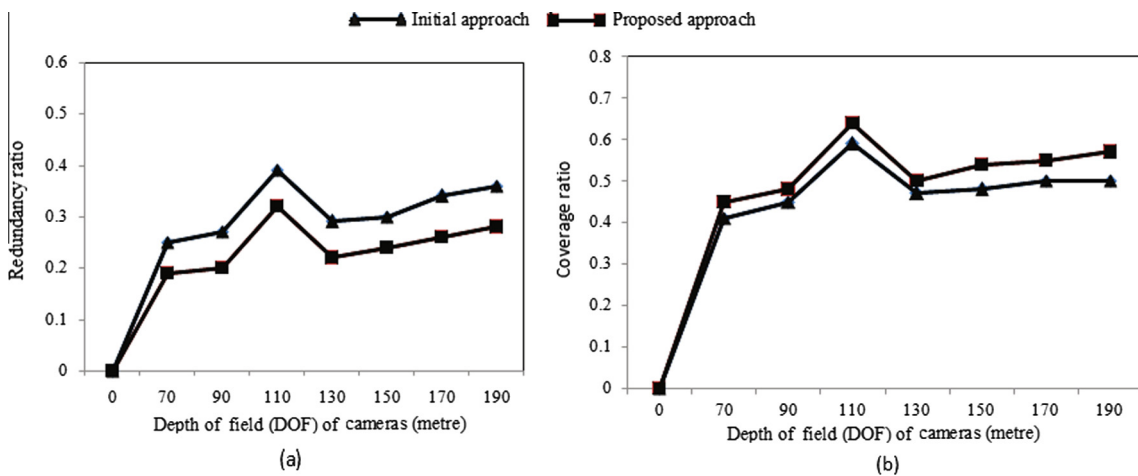 Initial approach Proposed approach
Redundancy ratio
0.6
0.5
0.4
0.3
0.2
0.1
0
0 70 90 110 130 150 170 190
Depth of field (DOF) of cameras (metre)
(a)
Coverage ratio
0.8
0.7
0.6
0.5
0.4
0.3
0.2
0.1
0
0 70 90 110 130 150 170 190
Depth of field (DOF) of cameras (metre)
(b)